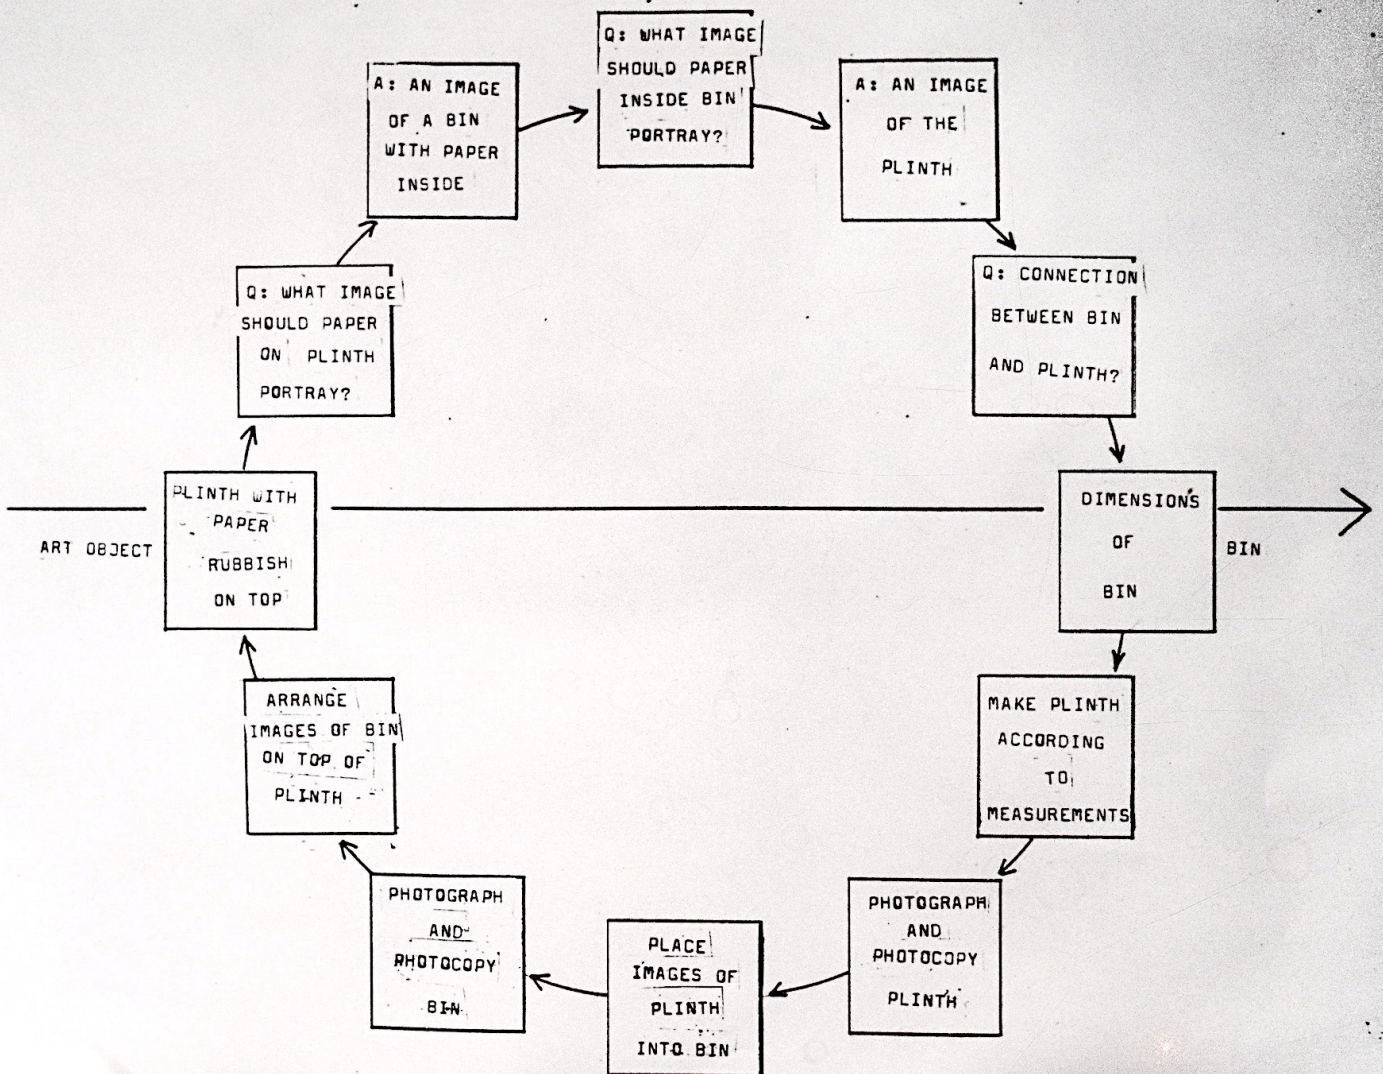 Q: WHAT IMAGE
SHOULD PAPER
INSIDE BIN
PORTRAY?
A: AN IMAGE
OF A BIN
WITH PAPER
INSIDE
A: AN IMAGE
OF THE
PLINTH
Q: WHAT IMAGE
SHOULD PAPER
ON PLINTH
PORTRAY?
Q: CONNECTION
BETWEEN BIN
AND PLINTH?
ART OBJECT
PLINTH WITH
PAPER
RUBBISH
ON TOP
DIMENSIONS
OF
BIN
BIN
ARRANGE
IMAGES OF BIN
ON TOP OF
PLINTH
MAKE PLINTH
ACCORDING
TO
MEASUREMENTS
PHOTOGRAPH
AND
PHOTOCOPY
BIN
PLACE
IMAGES OF
PLINTH
INTO BIN
PHOTOGRAPH
AND
PHOTOCOPY
PLINTH